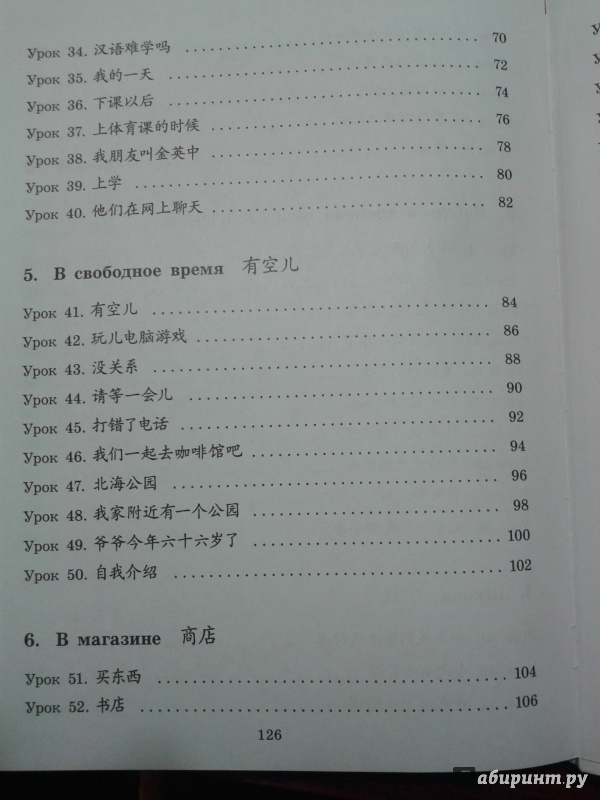 Урок 34. 汉语难学吗 ........................................ 70
Урок 35. 我的一天 ........................................ 72
Урок 36. 下课以后 ........................................ 74
Урок 37. 上体育课的时候 ........................................ 76
Урок 38. 我朋友叫金英中 ........................................ 78
Урок 39. 上学 ........................................ 80
Урок 40. 他们在网上聊天 ........................................ 82
5. В свободное время 有空儿
Урок 41. 有空儿 ........................................ 84
Урок 42. 玩儿电脑游戏 ........................................ 86
Урок 43. 没关系 ........................................ 88
Урок 44. 请等一会儿 ........................................ 90
Урок 45. 打错了电话 ........................................ 92
Урок 46. 我们一起去咖啡馆吧 ........................................ 94
Урок 47. 北海公园 ........................................ 96
Урок 48. 我家附近有一个公园 ........................................ 98
Урок 49. 爷爷今年六十六岁了 ........................................ 100
Урок 50. 自我介绍 ........................................ 102
6. В магазине 商店
Урок 51. 买东西 ........................................ 104
Урок 52. 书店 ........................................ 106
126
абиринт.ру